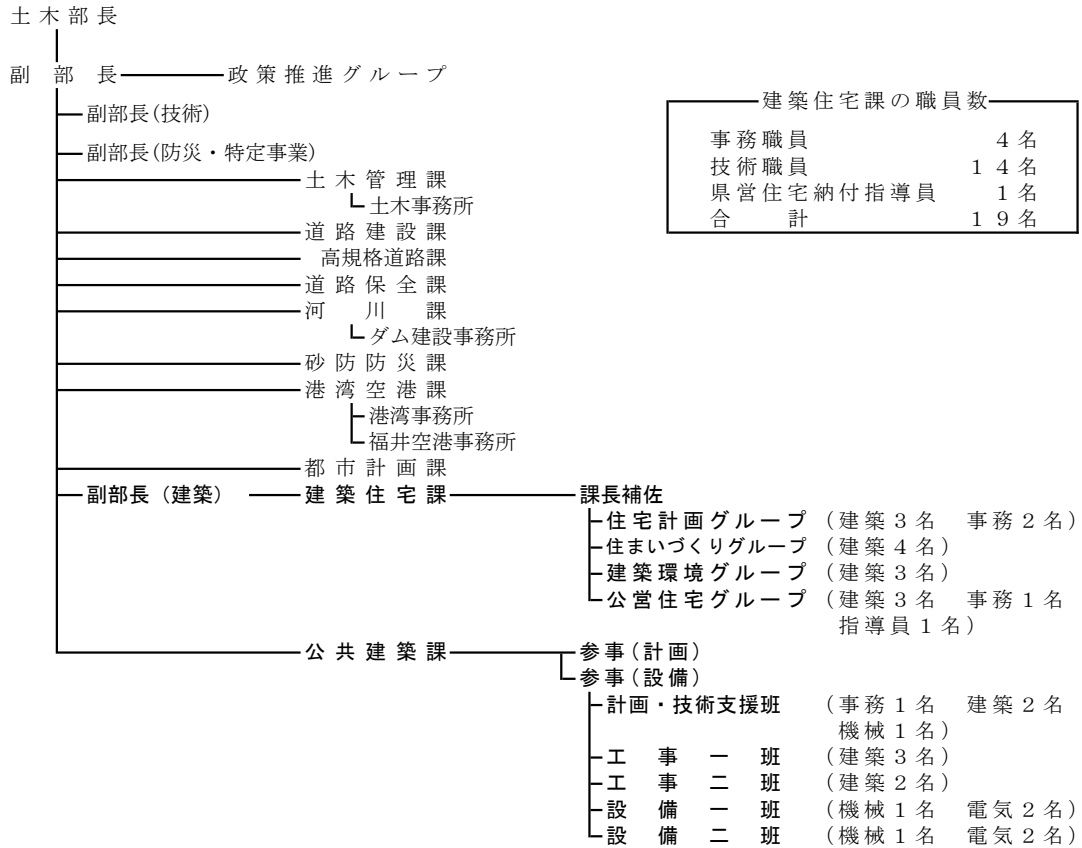 土木部長
副部長 政策推進グループ
副部長(技術)
副部長(防災・特定事業)
建築住宅課の職員数
事務職員 4名
技術職員 14名
県営住宅納付指導員 1名
合計 19名
土木管理課
土木事務所
道路建設課
高規格道路課
道路保全課
河川課
ダム建設事務所
砂防防災課
港湾空港課
港湾事務所
福井空港事務所
都市計画課
副部長(建築) 建築住宅課 課長補佐
住宅計画グループ (建築3名 事務2名)
住まいづくりグループ (建築4名)
建築環境グループ (建築3名)
公営住宅グループ (建築3名 事務1名
指導員1名)
公共建築課 参事(計画)
参事(設備)
計画・技術支援班 (事務1名 建築2名
機械1名)
工事一班 (建築3名)
工事二班 (建築2名)
設備一班 (機械1名 電気2名)
設備二班 (機械1名 電気2名)